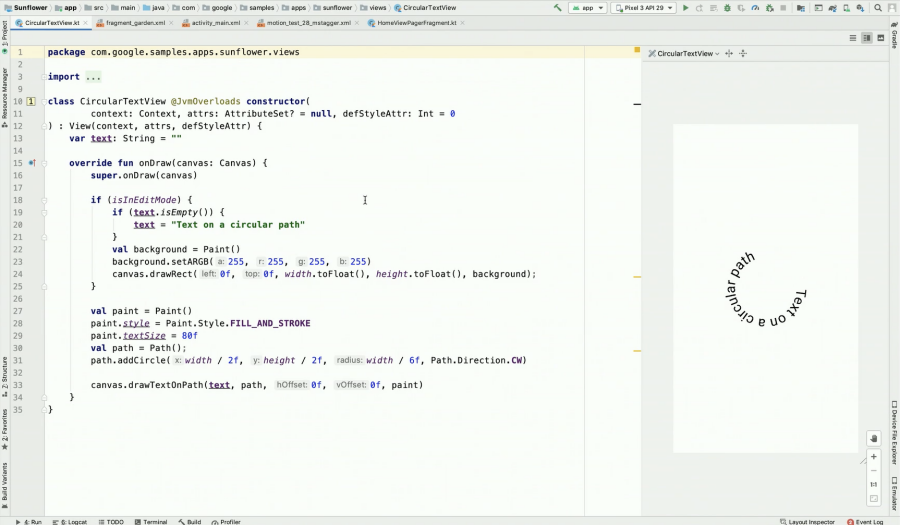 Sunflower app src main java com google samples apps sunflower views CircularTextView app Pixel 3 API 29
CircularTextView.kt fragment_garden.xml activity_main.xml motion_test_28_mstagger.xml HomeViewPagerFragment.kt
CircularTextView
1 package com.google.samples.apps.sunflower.views
2
3 import ...
9
10 class CircularTextView @JvmOverloads constructor(
11 context: Context, attrs: AttributeSet? = null, defStyleAttr: Int = 0
12 ) : View(context, attrs, defStyleAttr) {
13 var text: String = ""
14
15 override fun onDraw(canvas: Canvas) {
16 super.onDraw(canvas)
17
18 if (isInEditMode) {
19 if (text.isEmpty()) {
20 text = "Text on a circular path"
21 }
22 val background = Paint()
23 background.setARGB( a: 255, r: 255, g: 255, b: 255)
24 canvas.drawRect( left: 0f, top: 0f, width.toFloat(), height.toFloat(), background);
25 }
26
27 val paint = Paint()
28 paint.style = Paint.Style.FILL_AND_STROKE
29 paint.textSize = 80f
30 val path = Path();
31 path.addCircle( x: width / 2f, y: height / 2f, radius: width / 6f, Path.Direction.CW)
32
33 canvas.drawTextOnPath(text, path, hOffset: 0f, vOffset: 0f, paint)
34 }
35 }
Text on a circular path
1: Project
Resource Manager
7: Structure
2: Favorites
Build Variants
Gradle
Device File Explorer
Emulator
4: Run 6: Logcat TODO Terminal Build Profiler Layout Inspector Event Log